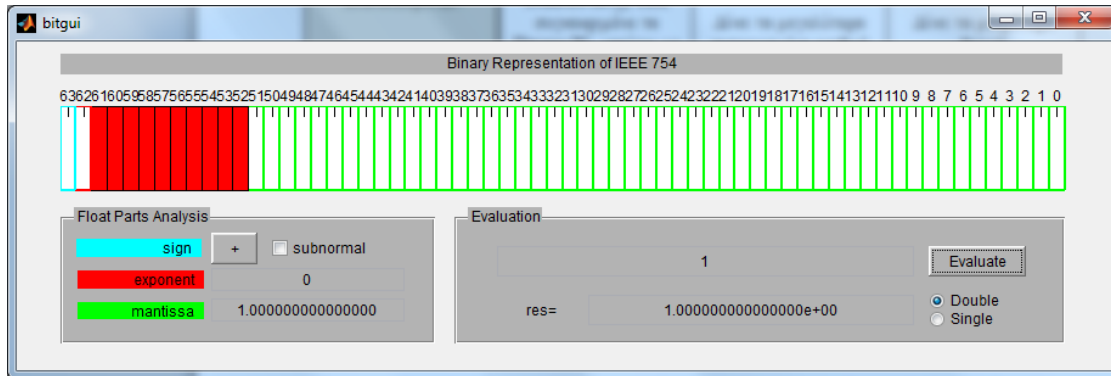 bitgui
Binary Representation of IEEE 754
636261605958575655545352515049484746454443424140393837363534333231302928272625242322212019181716151413121110 9 8 7 6 5 4 3 2 1 0
Float Parts Analysis
sign + subnormal
exponent 0
mantissa 1.000000000000000
Evaluation
1 Evaluate
res= 1.000000000000000e+00
Double
Single